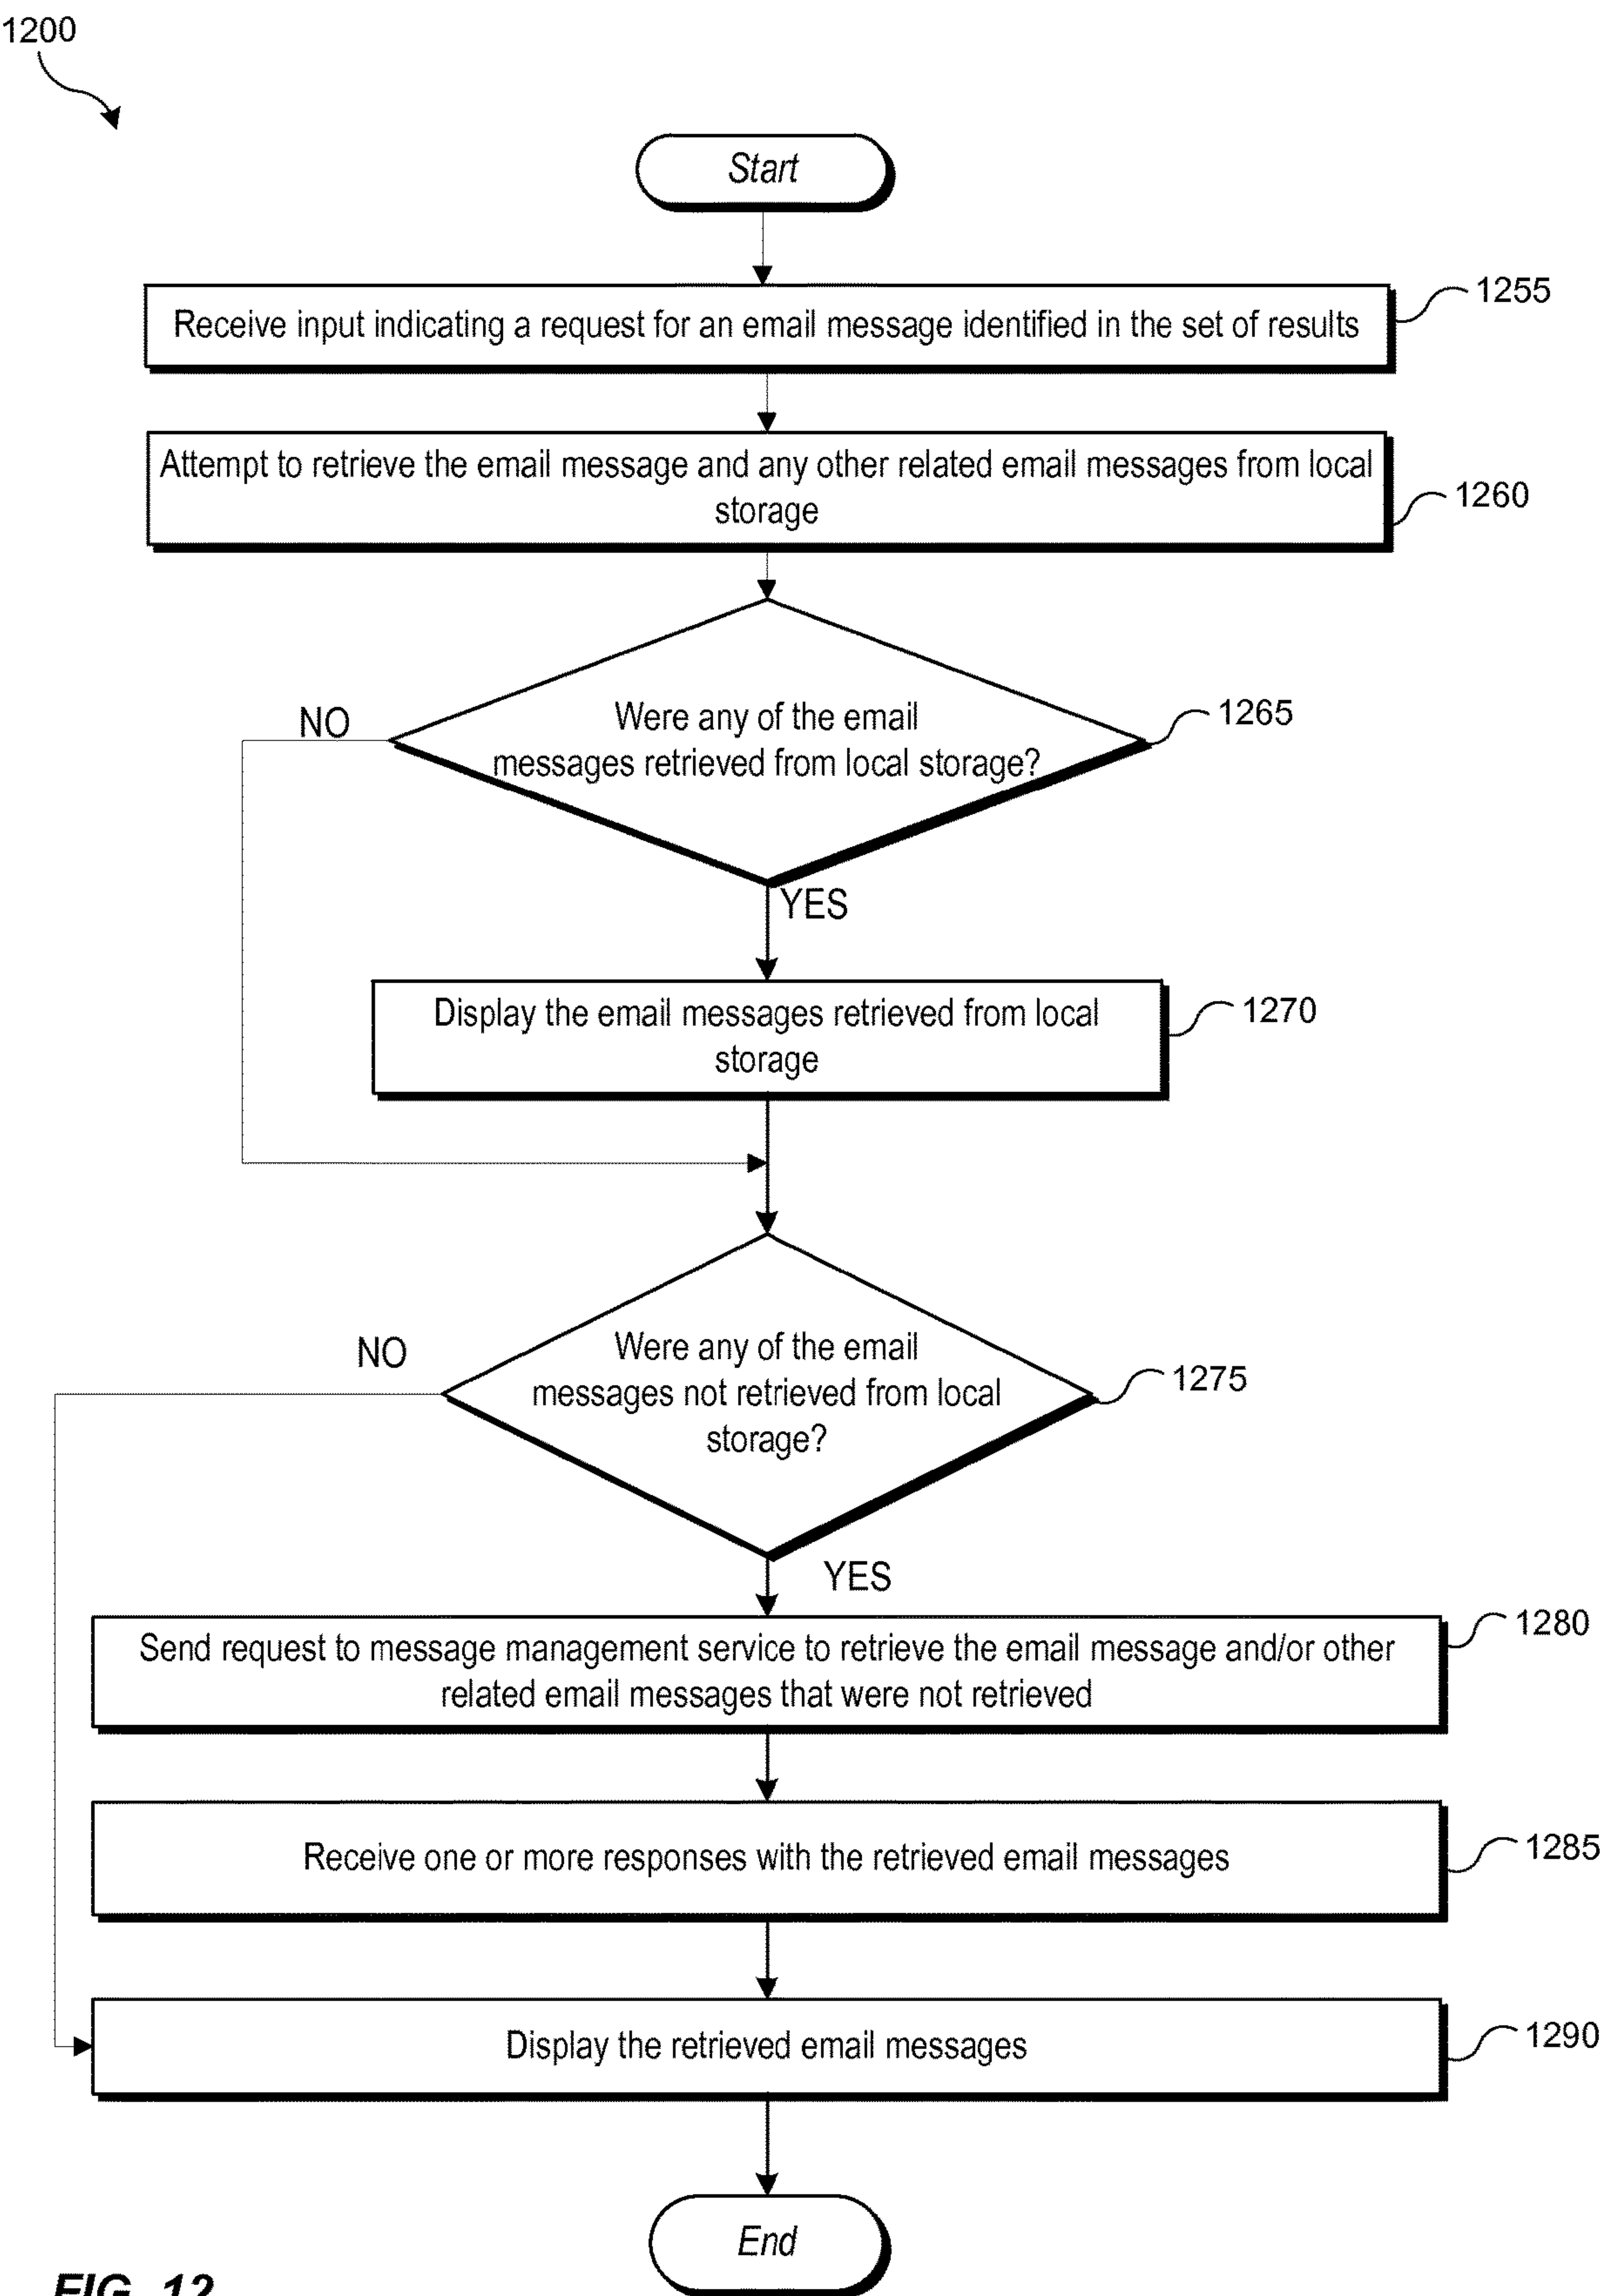 1200
Start
Receive input indicating a request for an email message identified in the set of results
1255
Attempt to retrieve the email message and any other related email messages from local
storage
1260
Were any of the email
messages retrieved from local storage?
1265
NO
YES
Display the email messages retrieved from local
storage
1270
Were any of the email
messages not retrieved from local
storage?
1275
NO
YES
Send request to message management service to retrieve the email message and/or other
related email messages that were not retrieved
1280
Receive one or more responses with the retrieved email messages
1285
Display the retrieved email messages
1290
End
FIG. 12